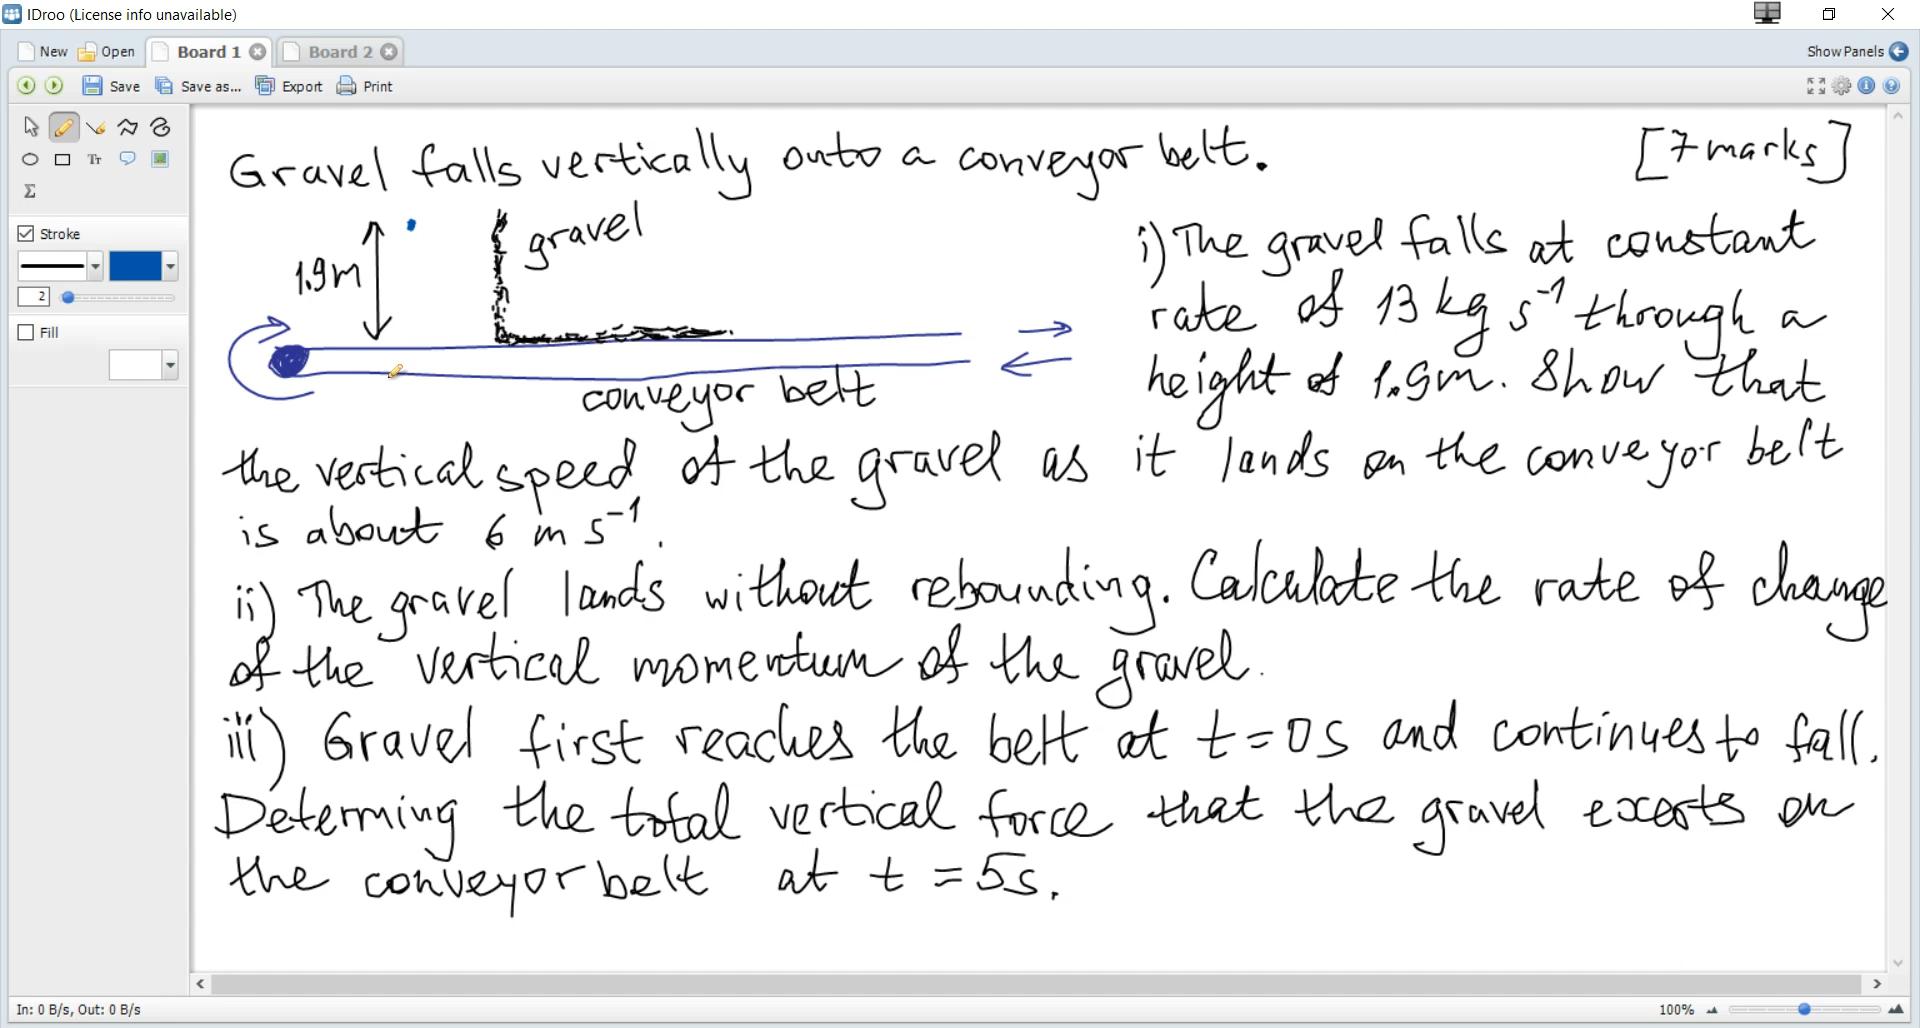 IDroo (License info unavailable)
New Open Board 1 Board 2 Show Panels
Save Save as... Export Print
Stroke
2
Fill
Gravel falls vertically onto a conveyor belt. [7 marks]
gravel
1.9m
conveyor belt
i) The gravel falls at constant
rate of 13 kg s⁻¹ through a
height of 1.9m. Show that
the vertical speed of the gravel as it lands on the conveyor belt
is about 6 m s⁻¹.
ii) The gravel lands without rebounding. Calculate the rate of change
of the vertical momentum of the gravel.
iii) Gravel first reaches the belt at t=0s and continues to fall.
Determing the total vertical force that the gravel excerts on
the conveyor belt at t = 5s.
In: 0 B/s, Out: 0 B/s 100%